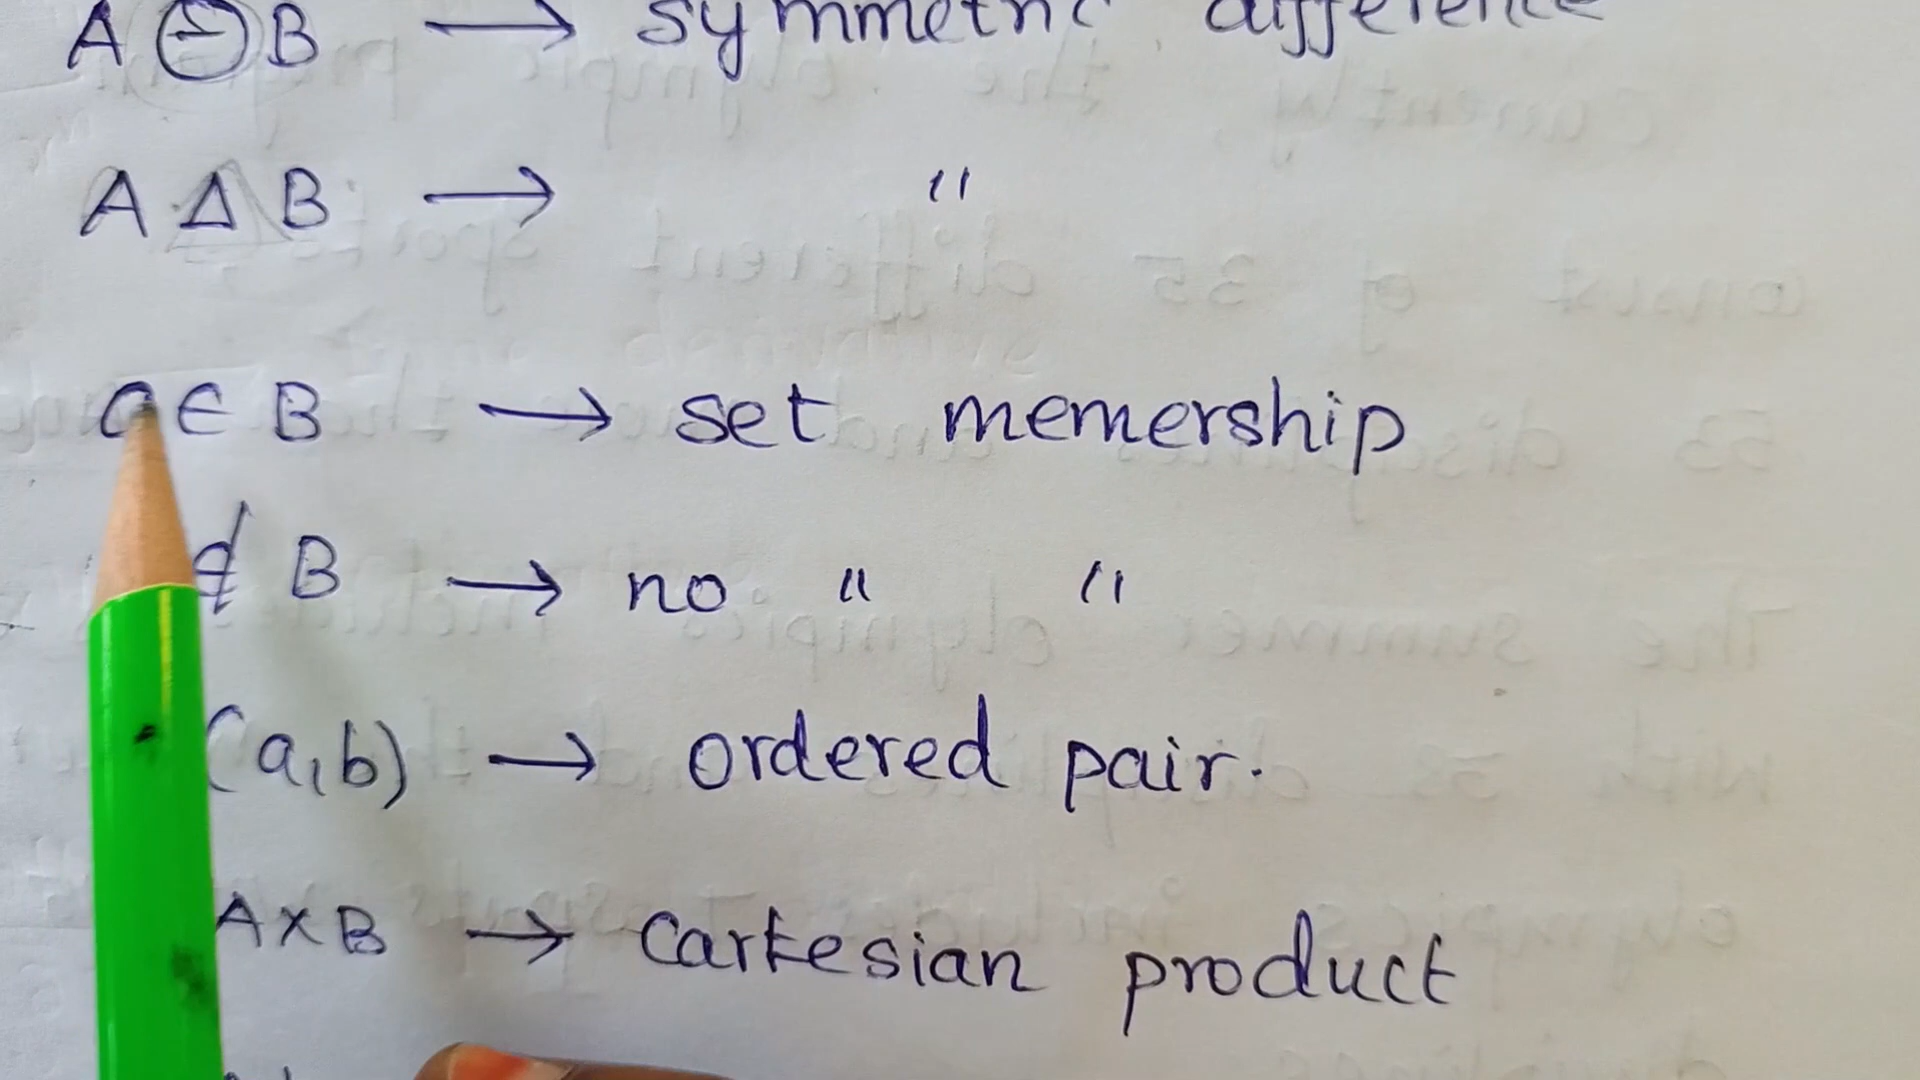 A ⊖ B → symmetric difference
A Δ B → "
a ∈ B → set memership
∉ B → no " "
(a,b) → ordered pair.
A×B → Cartesian product